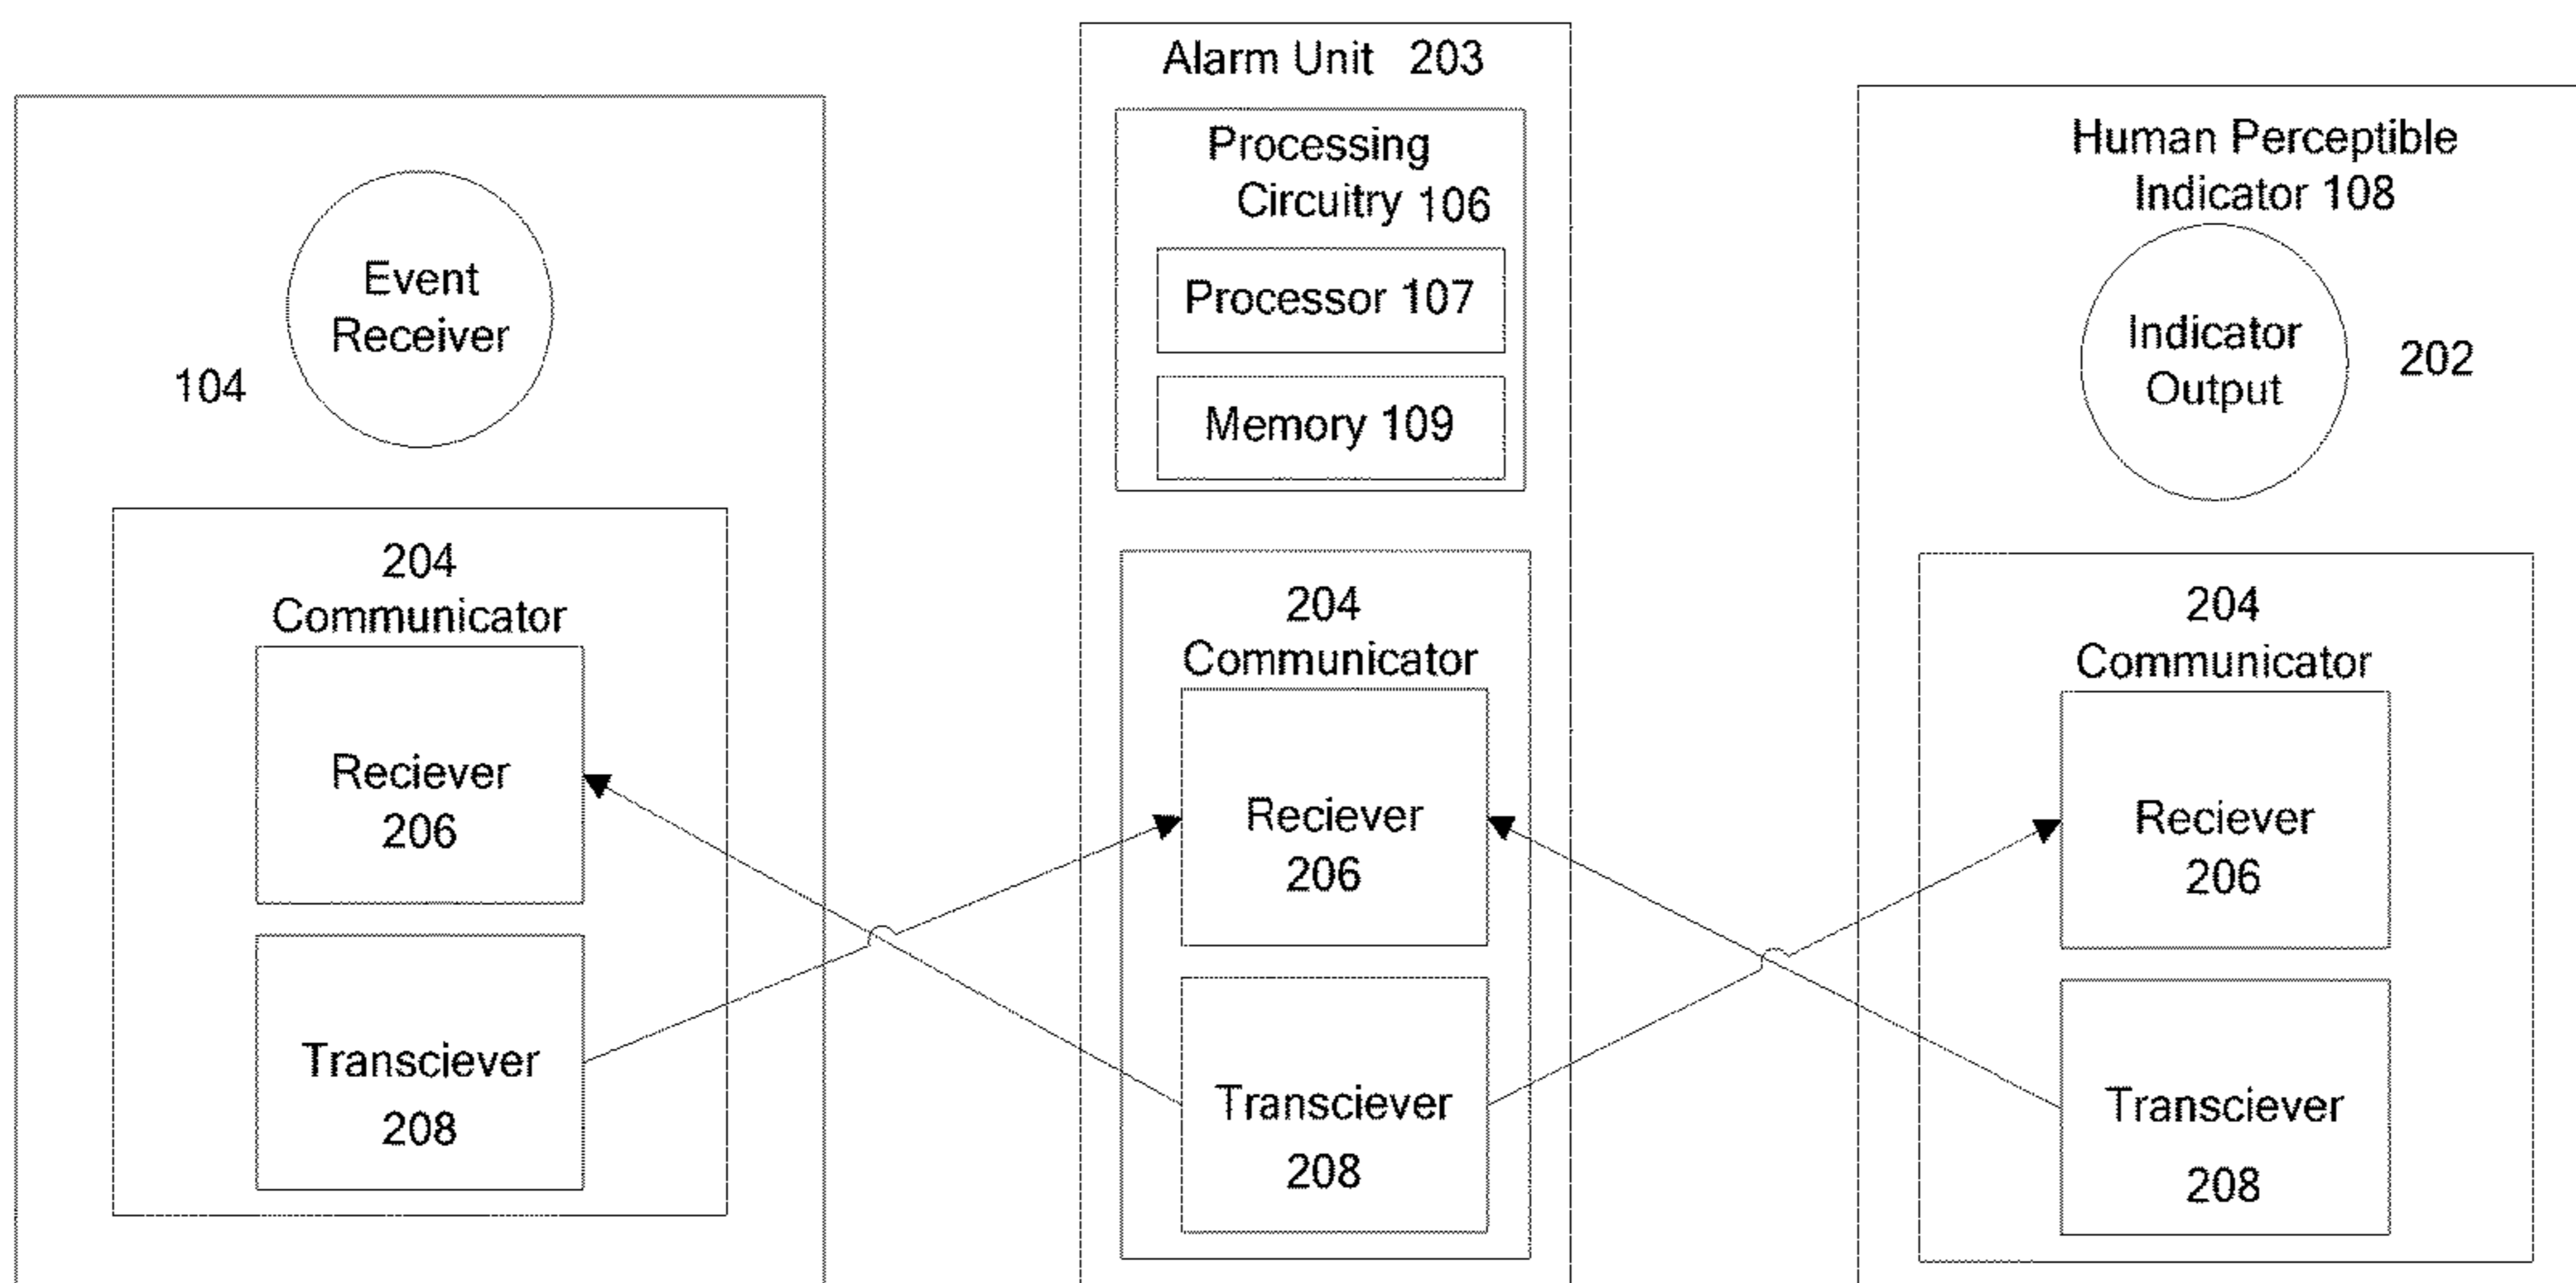 Event
Receiver
104
204
Communicator
Reciever
206
Transciever
208
Alarm Unit 203
Processing
Circuitry 106
Processor 107
Memory 109
204
Communicator
Reciever
206
Transciever
208
Human Perceptible
Indicator 108
Indicator
Output
202
204
Communicator
Reciever
206
Transciever
208